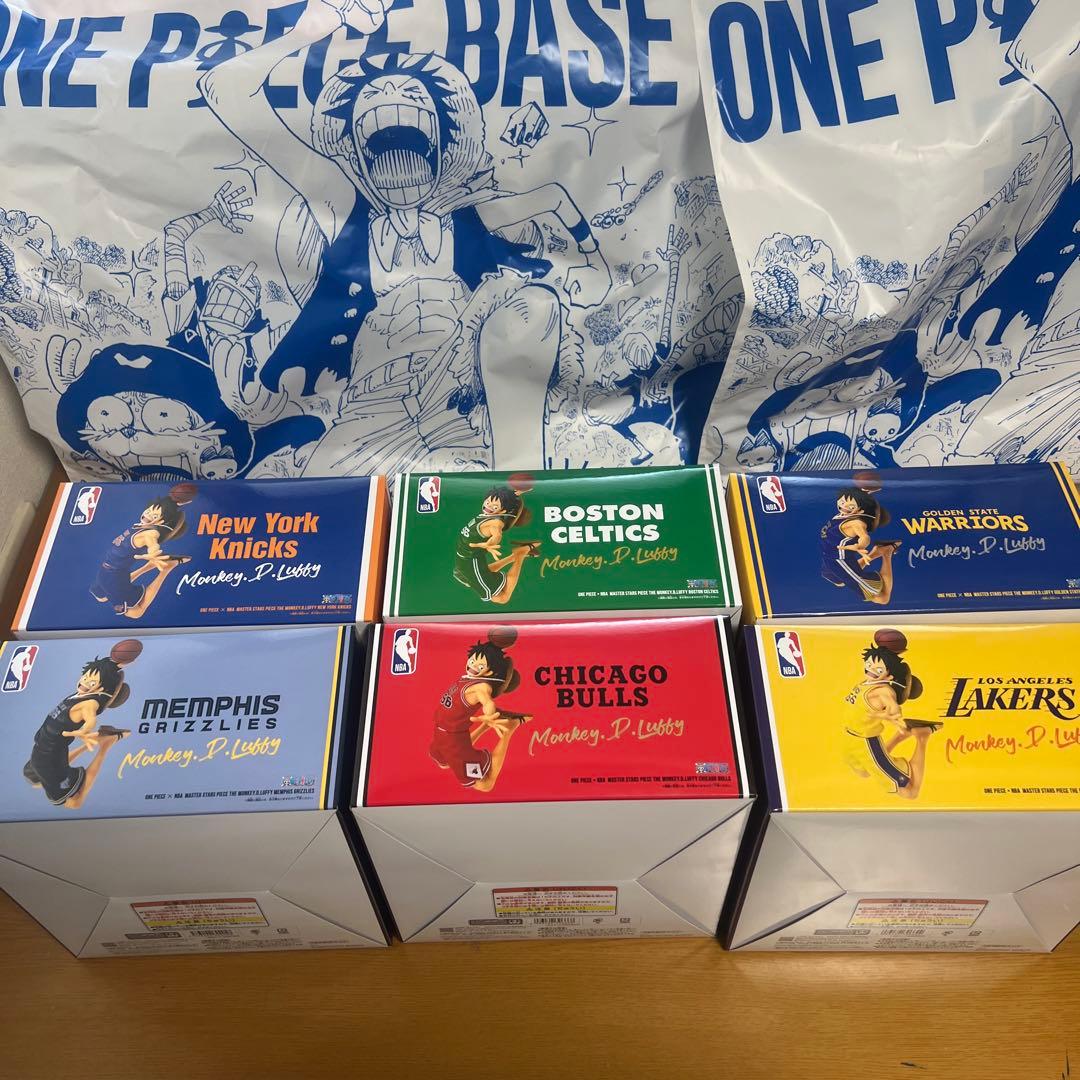 ONE PIECE BASE
ONE P
NBA
New York
Knicks
Monkey. D. Luffy
ONE PIECE × NBA MASTER STARS PIECE THE MONKEY.D.LUFFY NEW YORK KNICKS
NBA
BOSTON
CELTICS
Monkey. D. Luffy
ONE PIECE × NBA MASTER STARS PIECE THE MONKEY.D.LUFFY BOSTON CELTICS
NBA
GOLDEN STATE
WARRIORS
Monkey. D. Luffy
ONE PIECE × NBA MASTER STARS PIECE THE MONKEY.D.LUFFY GOLDEN STATE
NBA
MEMPHIS
GRIZZLIES
Monkey. D. Luffy
ONE PIECE × NBA MASTER STARS PIECE THE MONKEY.D.LUFFY MEMPHIS GRIZZLIES
NBA
CHICAGO
BULLS
Monkey. D. Luffy
ONE PIECE × NBA MASTER STARS PIECE THE MONKEY.D.LUFFY CHICAGO BULLS
NBA
LOS ANGELES
LAKERS
Monkey. D. Luf
ONE PIECE × NBA MASTER STARS PIECE THE